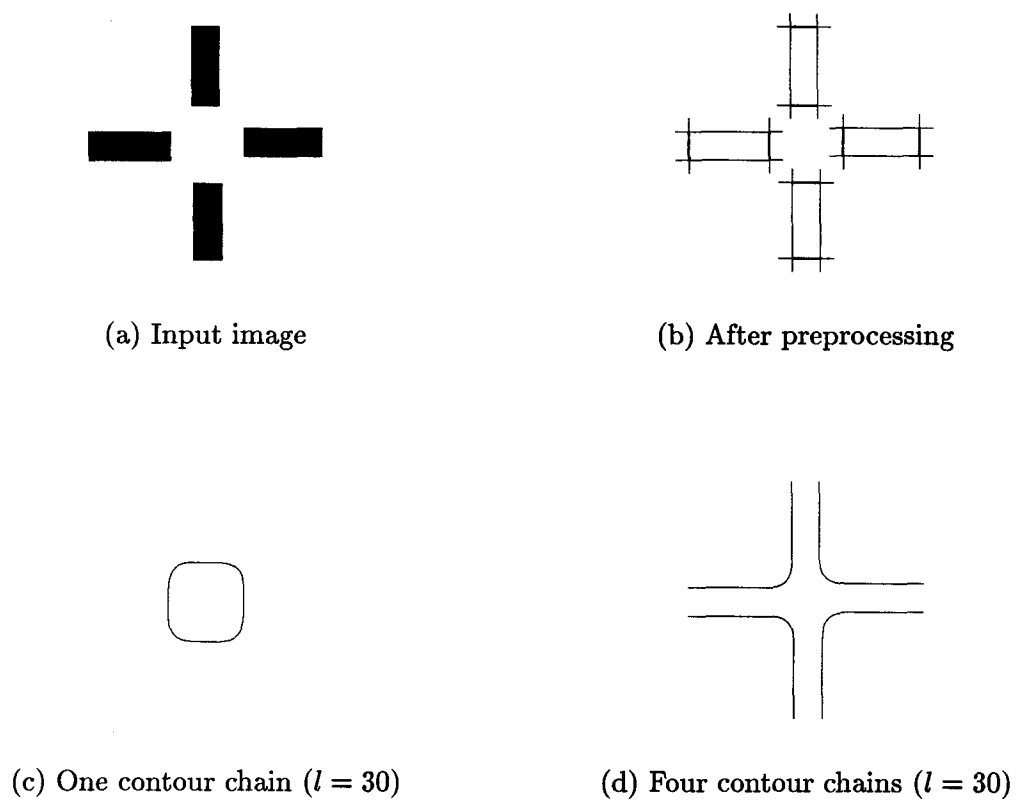 (a) Input image
(b) After preprocessing
(c) One contour chain (l = 30)
(d) Four contour chains (l = 30)